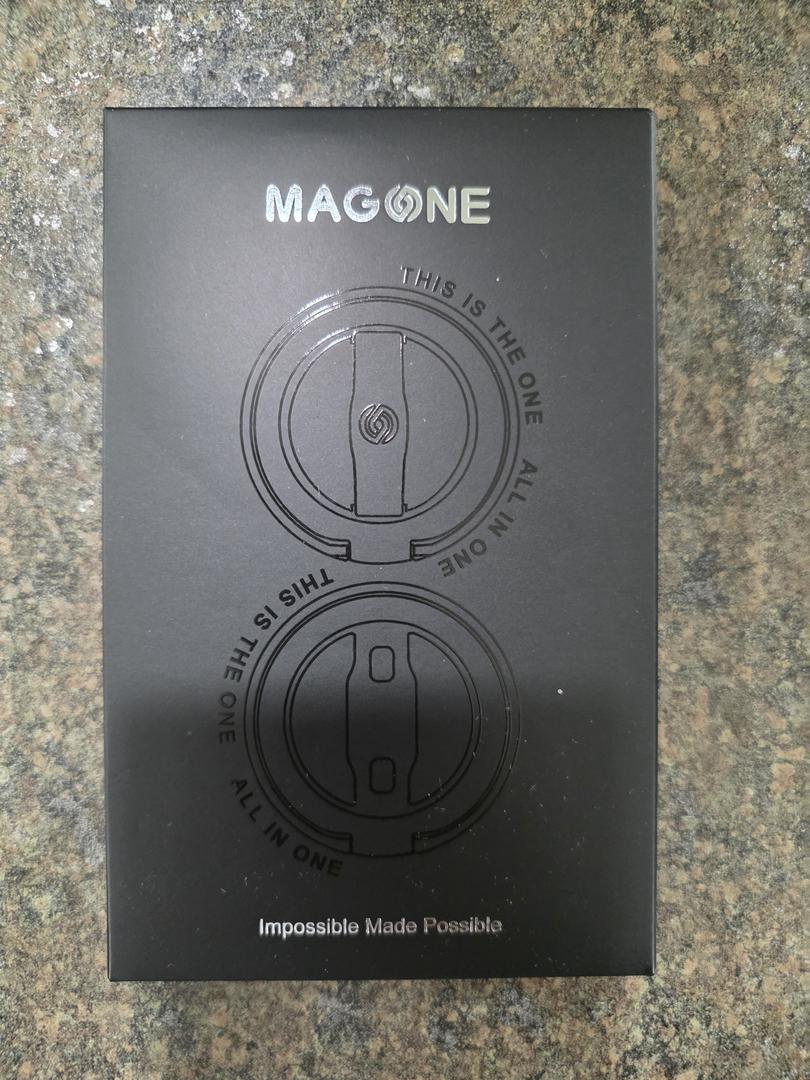 MAGONE
THIS IS THE ONE ALL IN ONE
THIS IS THE ONE ALL IN ONE
Impossible Made Possible